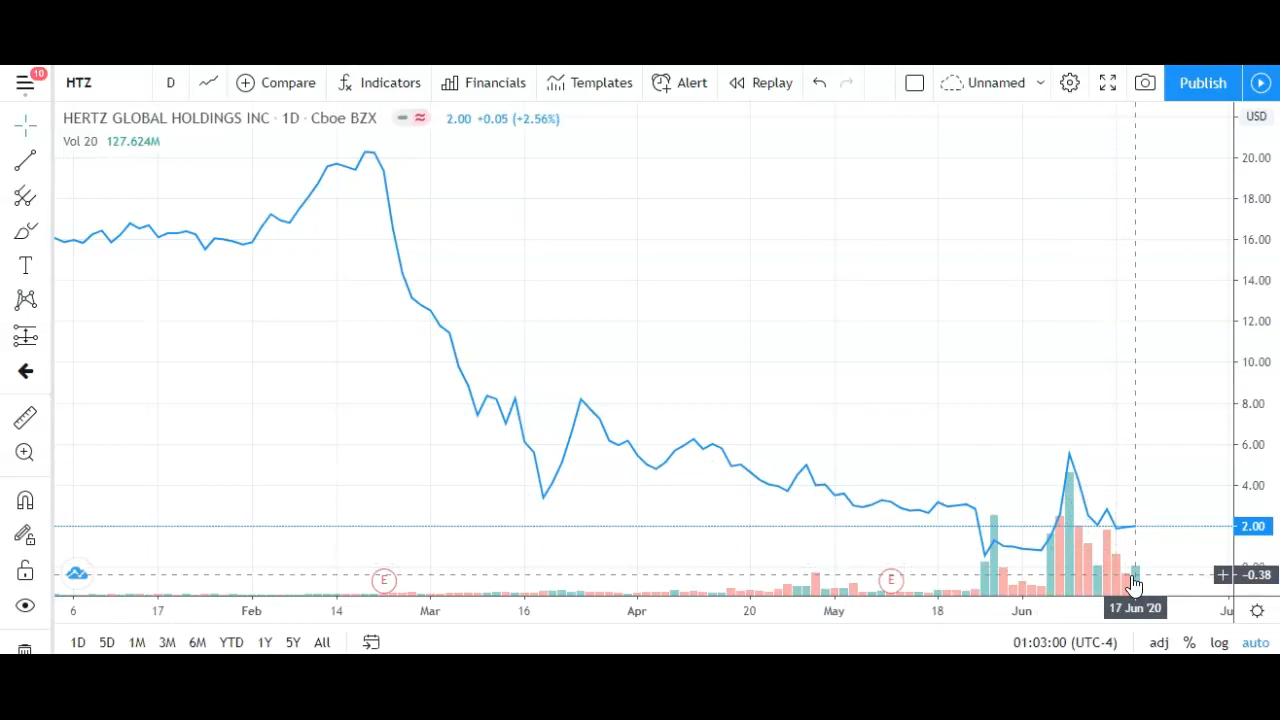 10
HTZ D Compare Indicators Financials Templates Alert Replay Unnamed Publish
HERTZ GLOBAL HOLDINGS INC · 1D · Cboe BZX 2.00 +0.05 (+2.56%)
USD
Vol 20 127.624M
20.00
18.00
16.00
14.00
12.00
10.00
8.00
6.00
4.00
2.00
-0.38
E E
6 17 Feb 14 Mar 16 Apr 20 May 18 Jun 17 Jun '20 Ju
1D 5D 1M 3M 6M YTD 1Y 5Y All 01:03:00 (UTC-4) adj % log auto